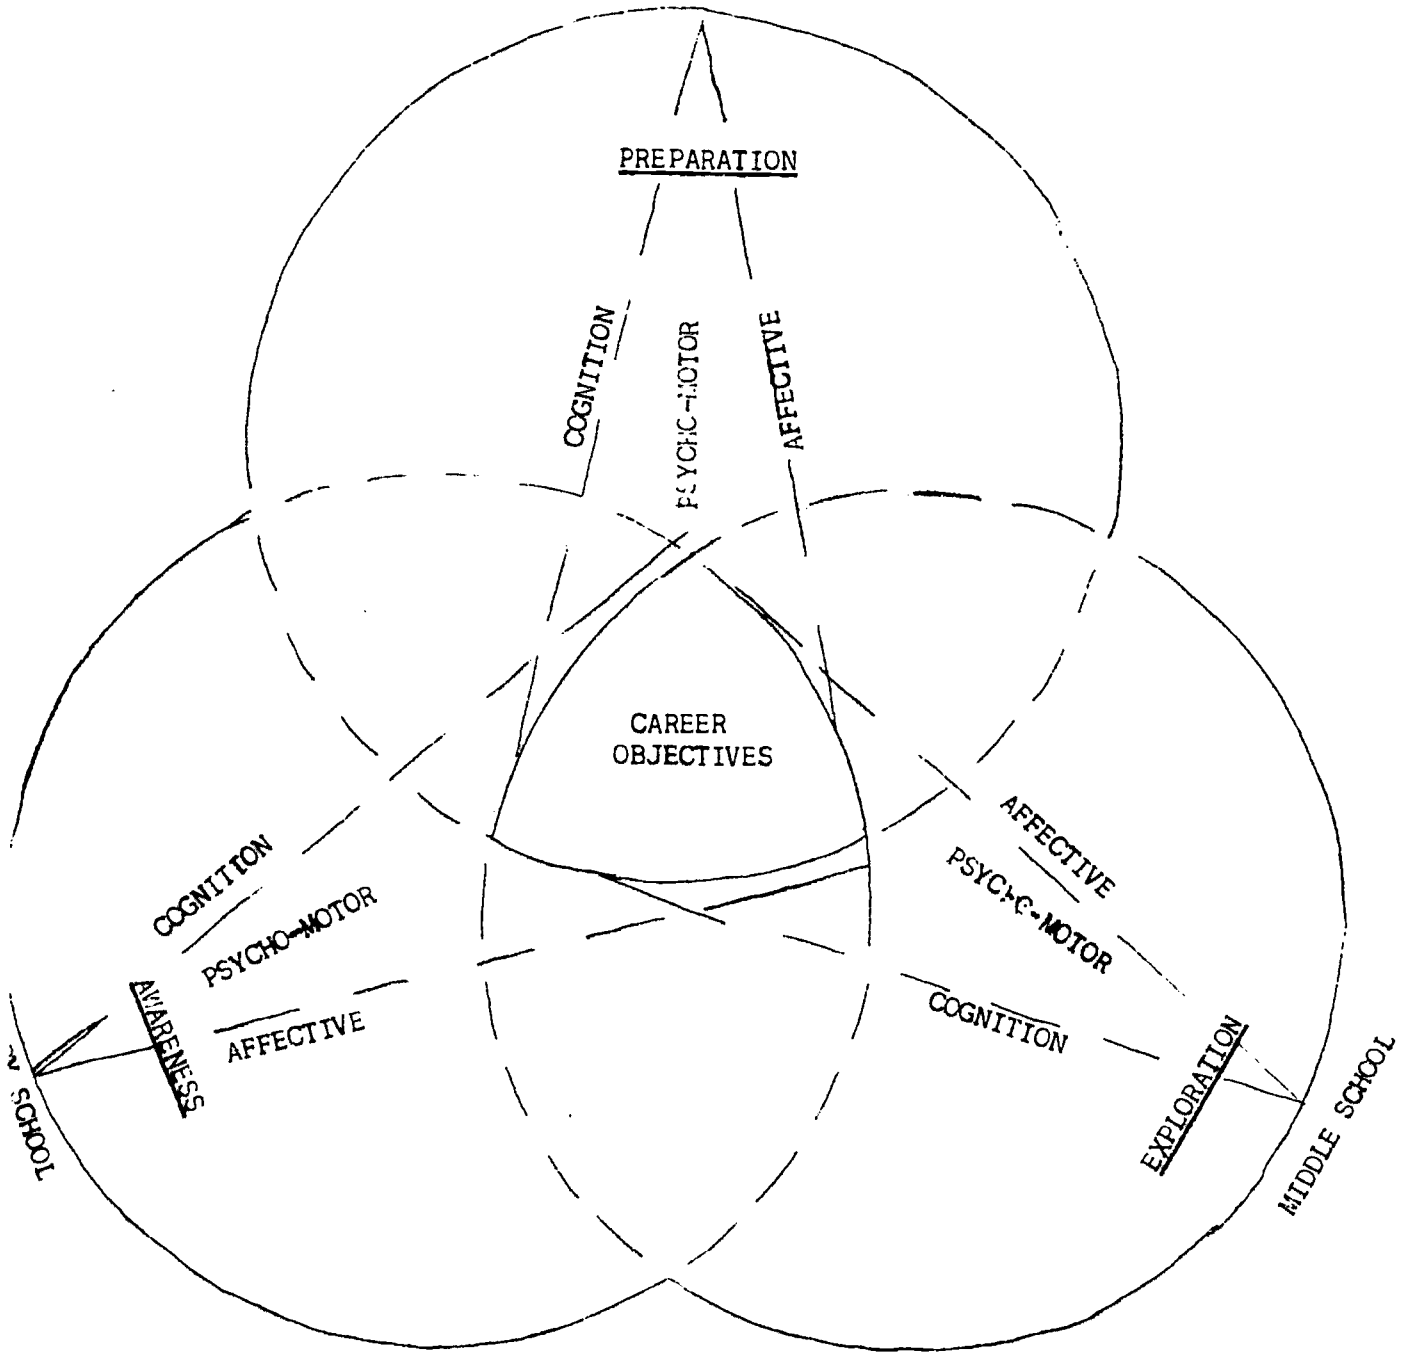 PREPARATION
COGNITION
PSYCHO-MOTOR
AFFECTIVE
CAREER
OBJECTIVES
COGNITION
PSYCHO-MOTOR
AFFECTIVE
AWARENESS
SCHOOL
AFFECTIVE
PSYCHO-MOTOR
COGNITION
EXPLORATION
MIDDLE SCHOOL